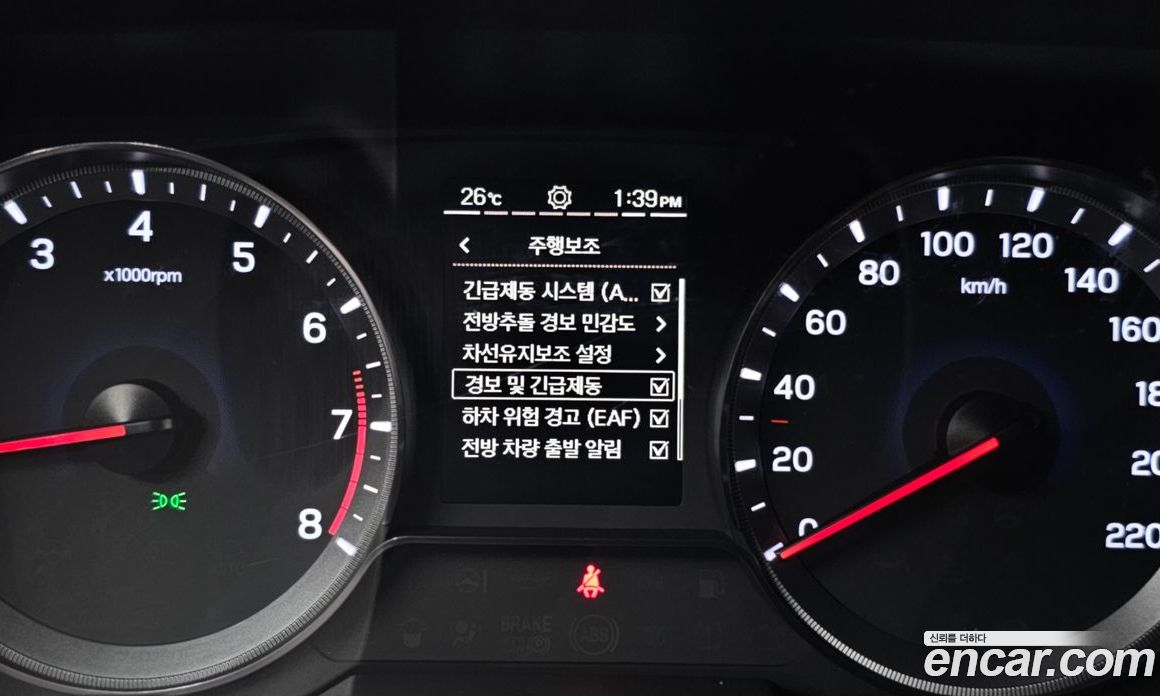 26℃ 1:39PM
주행보조
긴급제동 시스템 (A...
전방추돌 경보 민감도
차선유지보조 설정
경보 및 긴급제동
하차 위험 경고 (EAF)
전방 차량 출발 알림
3
4
5
6
7
8
x1000rpm
0
20
40
60
80
100
120
140
160
18
20
220
km/h
BRAKE
ABS
신뢰를 더하다
encar.com